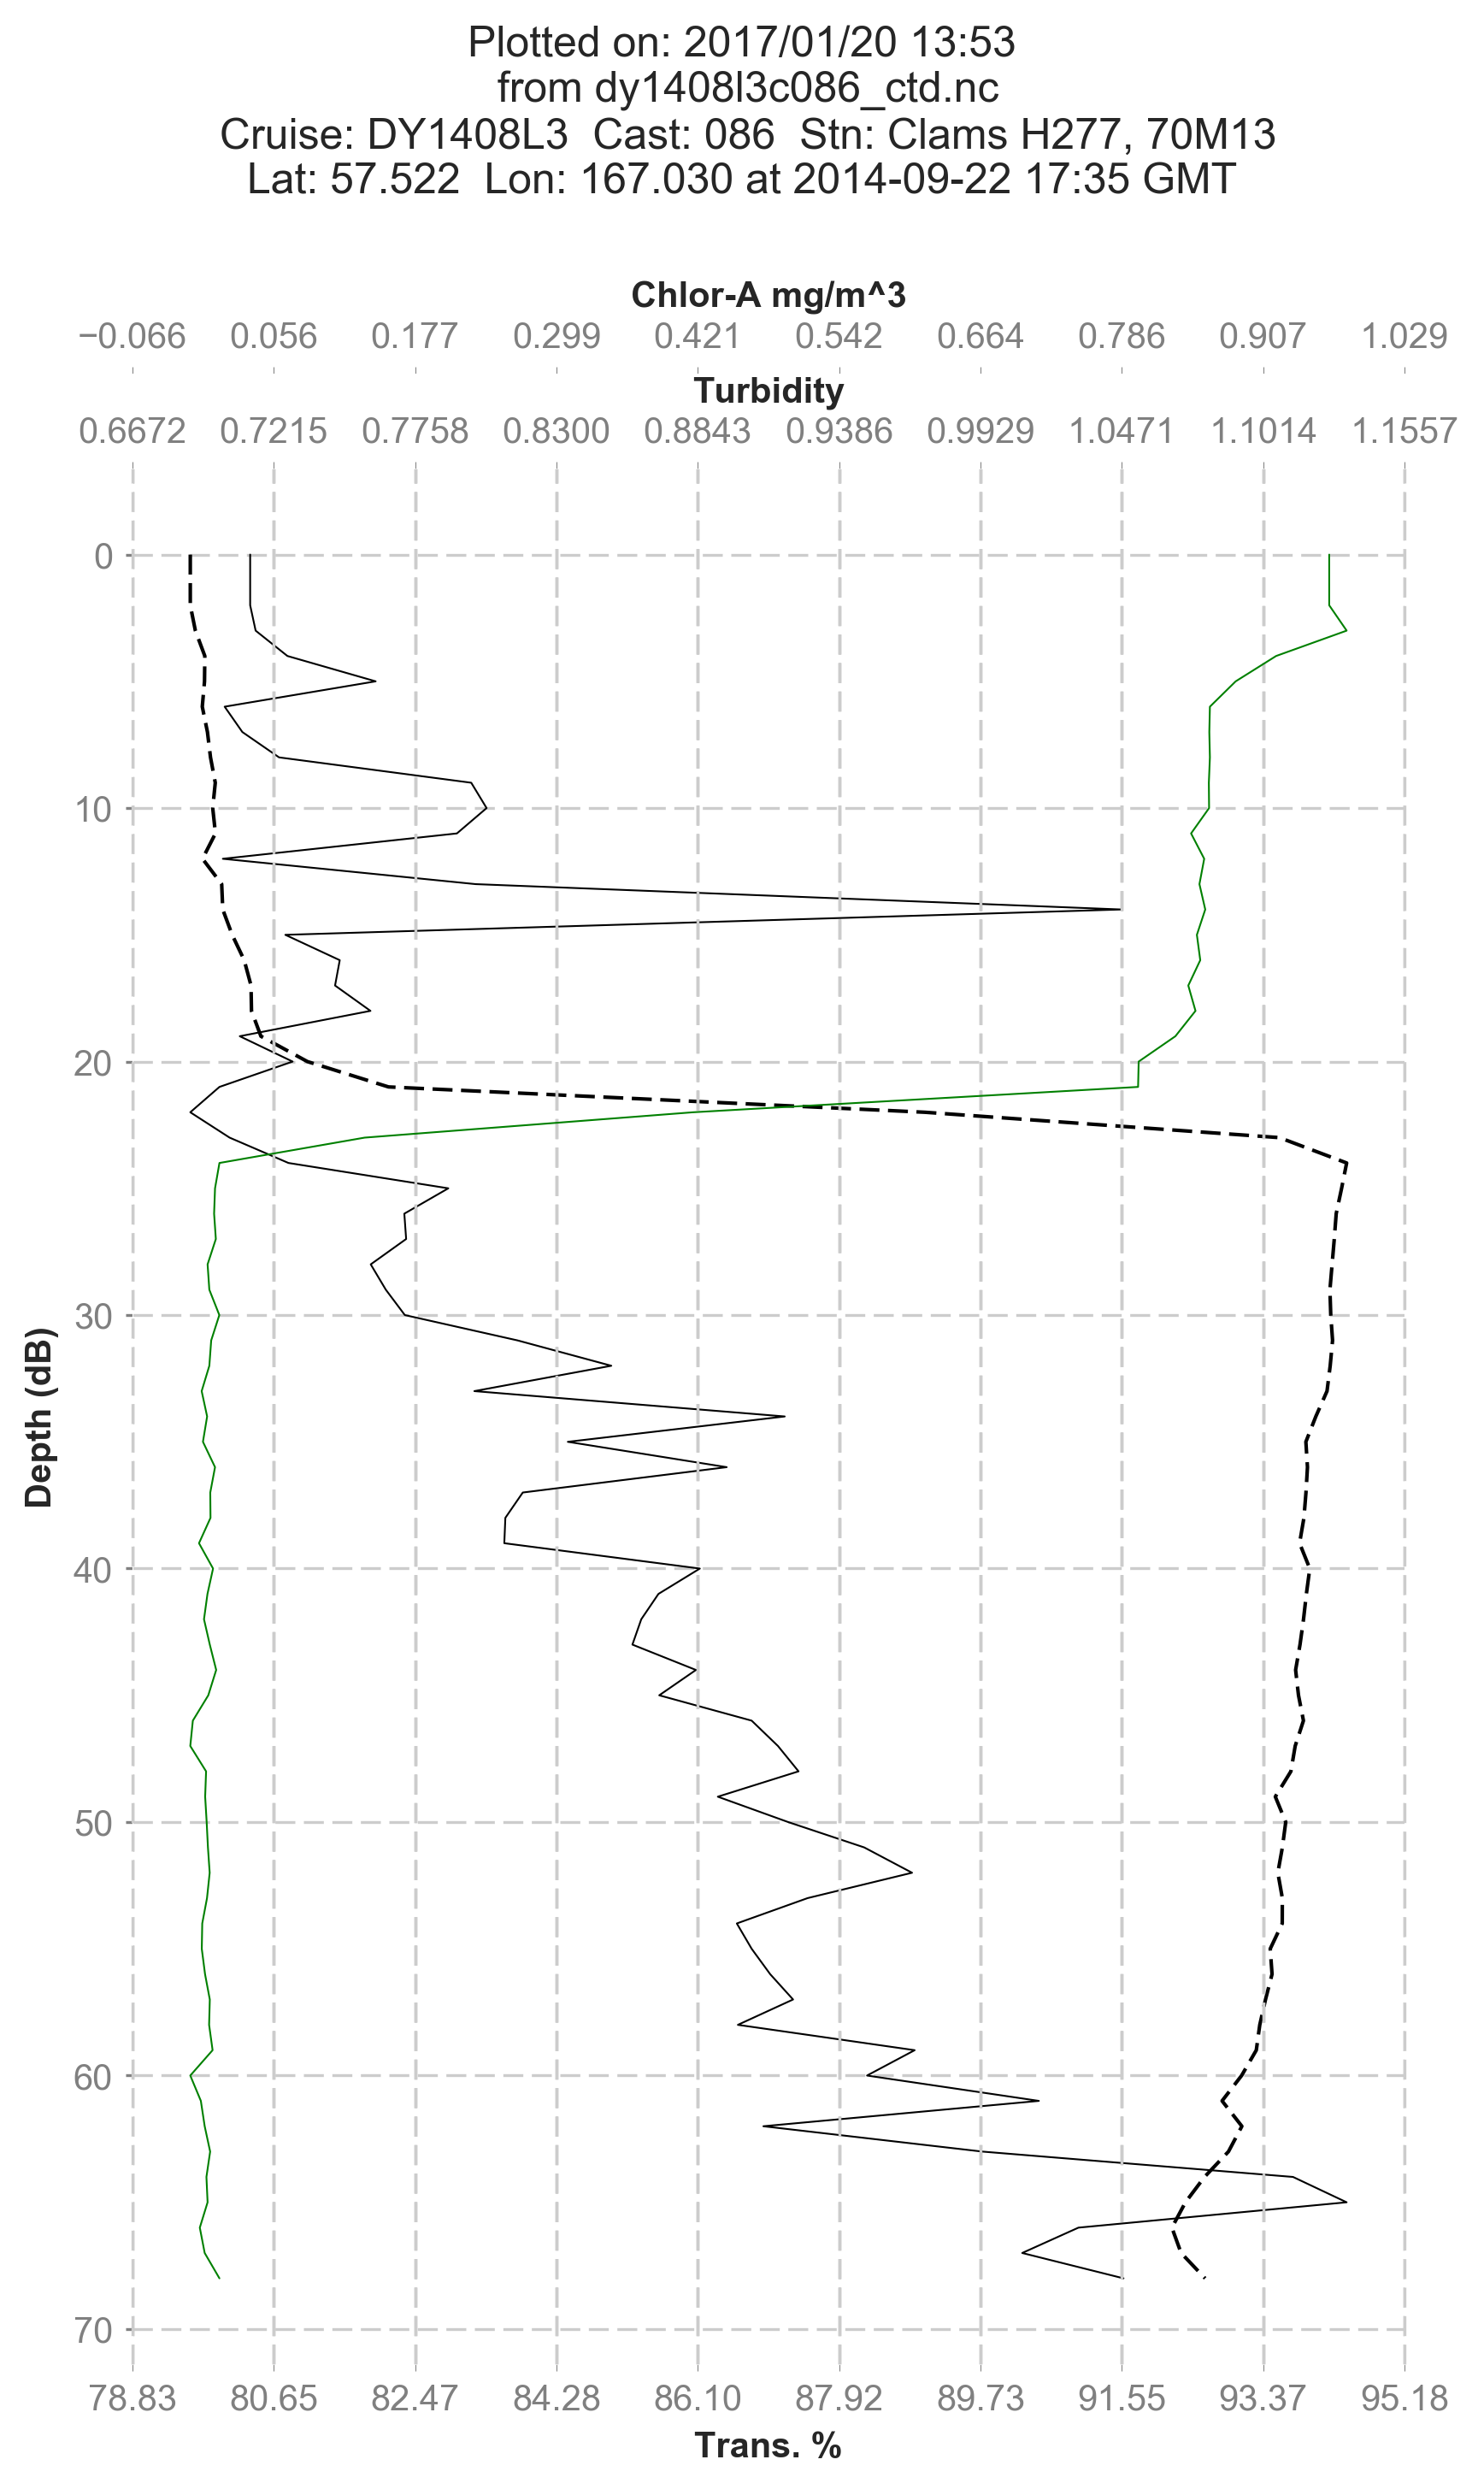 Plotted on: 2017/01/20 13:53
from dy1408l3c086_ctd.nc
Cruise: DY1408L3  Cast: 086  Stn: Clams H277, 70M13
Lat: 57.522  Lon: 167.030 at 2014-09-22 17:35 GMT
Chlor-A mg/m^3
−0.066 0.056 0.177 0.299 0.421 0.542 0.664 0.786 0.907 1.029
Turbidity
0.6672 0.7215 0.7758 0.8300 0.8843 0.9386 0.9929 1.0471 1.1014 1.1557
0
10
20
30
40
50
60
70
Depth (dB)
78.83 80.65 82.47 84.28 86.10 87.92 89.73 91.55 93.37 95.18
Trans. %